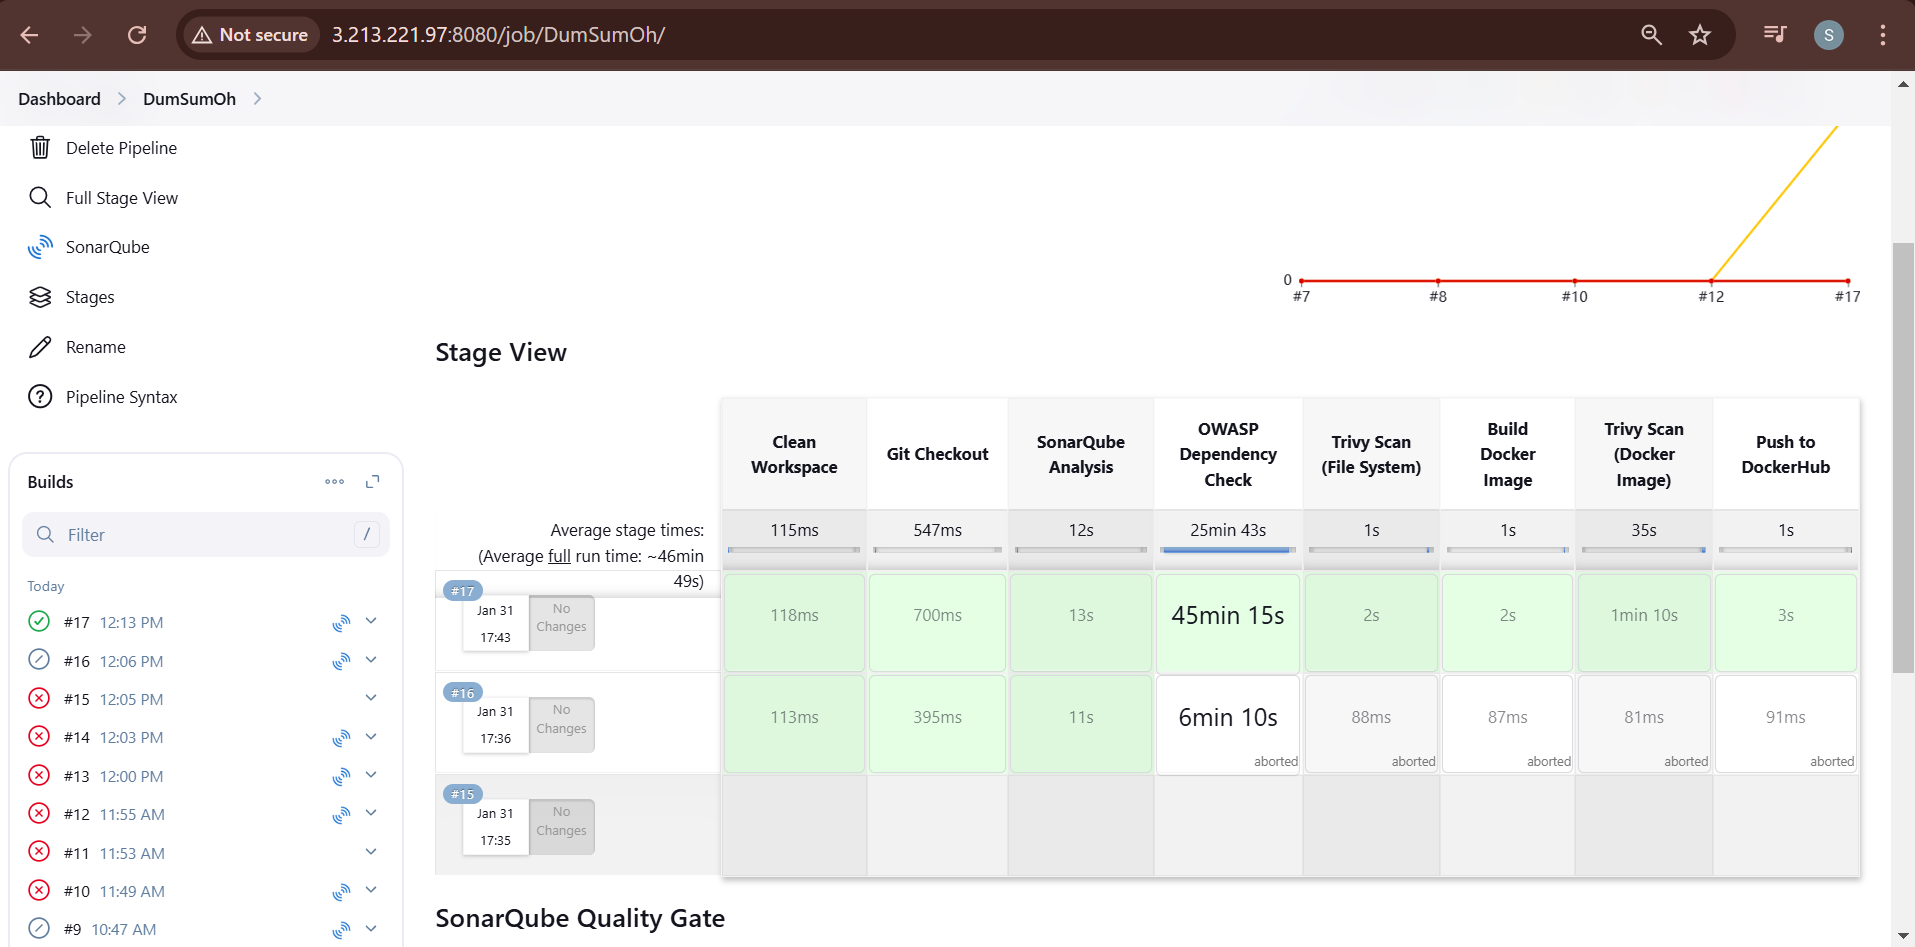 Not secure
3.213.221.97:8080/job/DumSumOh/
S
Dashboard
DumSumOh
Delete Pipeline
Full Stage View
SonarQube
Stages
Rename
Pipeline Syntax
Builds
Filter
/
Today
#17 12:13 PM
#16 12:06 PM
#15 12:05 PM
#14 12:03 PM
#13 12:00 PM
#12 11:55 AM
#11 11:53 AM
#10 11:49 AM
#9 10:47 AM
0
#7 #8 #10 #12 #17
Stage View
Clean
Workspace
Git Checkout
SonarQube
Analysis
OWASP
Dependency
Check
Trivy Scan
(File System)
Build
Docker
Image
Trivy Scan
(Docker
Image)
Push to
DockerHub
Average stage times:
(Average full run time: ~46min
49s)
115ms 547ms 12s 25min 43s 1s 1s 35s 1s
#17
Jan 31
17:43
No
Changes
118ms 700ms 13s 45min 15s 2s 2s 1min 10s 3s
#16
Jan 31
17:36
No
Changes
113ms 395ms 11s 6min 10s 88ms 87ms 81ms 91ms
aborted aborted aborted aborted aborted
#15
Jan 31
17:35
No
Changes
SonarQube Quality Gate